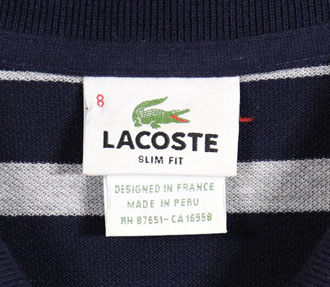 8
LACOSTE
SLIM FIT
DESIGNED IN FRANCE
MADE IN PERU
RN 87651-CA 16998